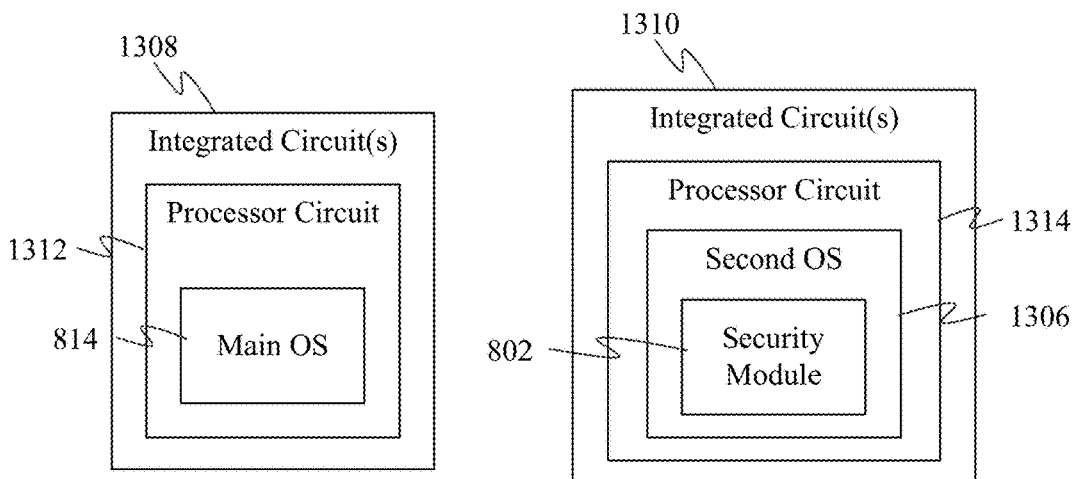 1308
Integrated Circuit(s)
Processor Circuit
1312
814
Main OS
1310
Integrated Circuit(s)
Processor Circuit
1314
Second OS
1306
802
Security
Module